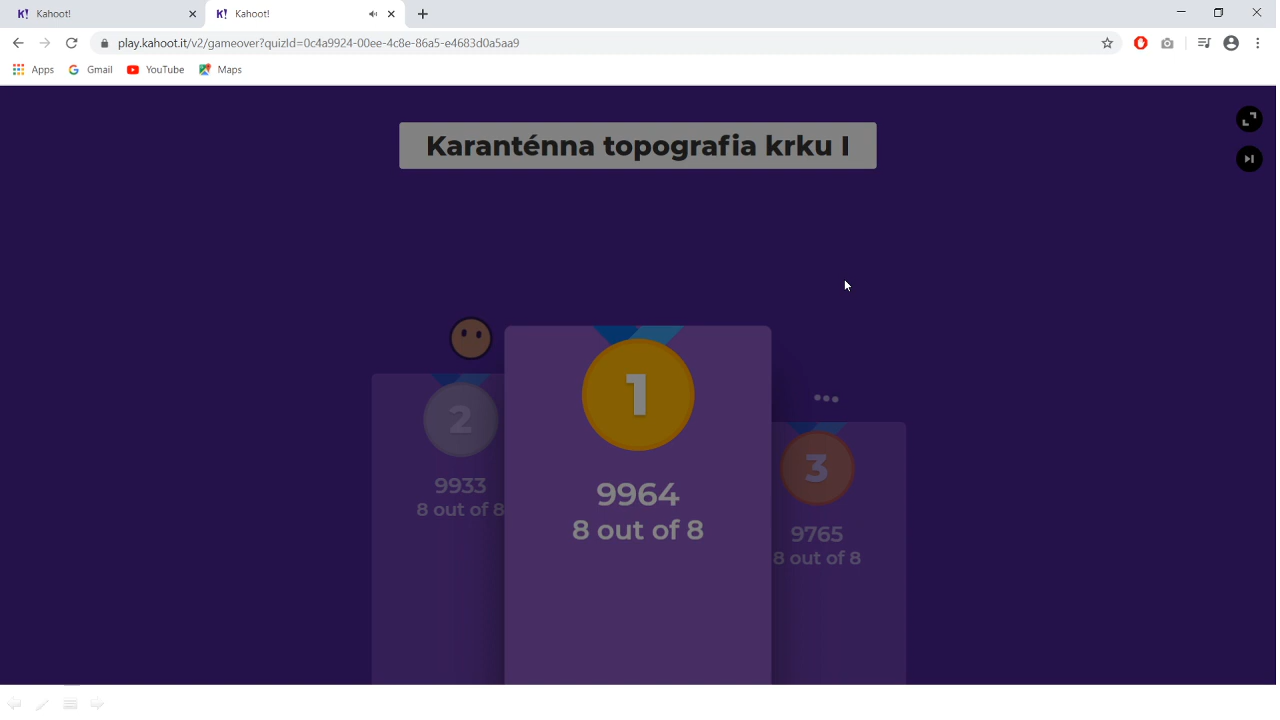 K! Kahoot!
K! Kahoot!
play.kahoot.it/v2/gameover?quizId=0c4a9924-00ee-4c8e-86a5-e4683d0a5aa9
Apps
Gmail
YouTube
Maps
Karanténna topografia krku I
1
9964
8 out of 8
2
9933
8 out of 8
3
9765
8 out of 8